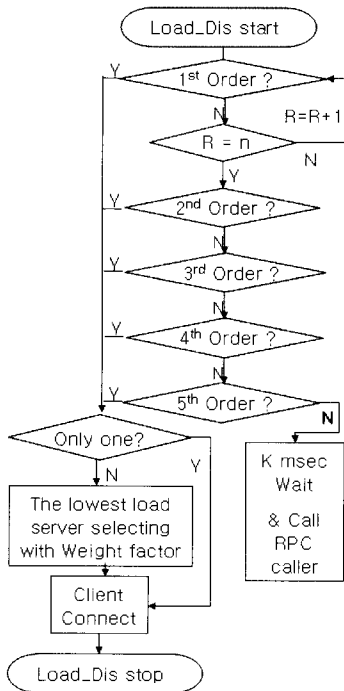 Load_Dis start
Y
1st Order ?
N
R=R+1
R = n
N
Y
Y
2nd Order ?
N
Y
3rd Order ?
N
Y
4th Order ?
N
Y
5th Order ?
N
Only one?
N
Y
K msec
Wait
& Call
RPC
caller
The lowest load
server selecting
with Weight factor
Client
Connect
Load_Dis stop